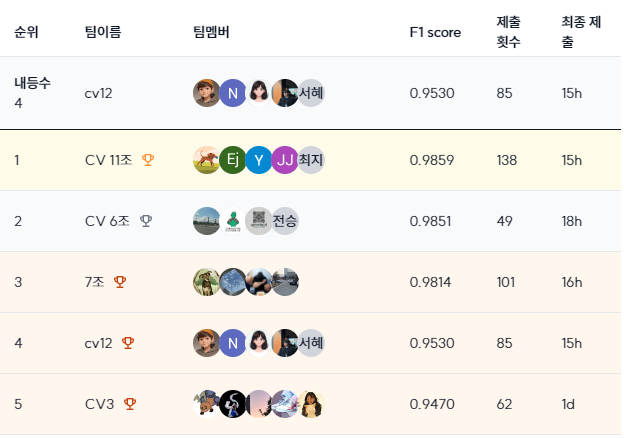 순위 팀이름 팀멤버 F1 score 제출 횟수 최종 제출
내등수 4 cv12 N 서혜 0.9530 85 15h
1 CV 11조 Ej Y JJ 최지 0.9859 138 15h
2 CV 6조 전승 0.9851 49 18h
3 7조 0.9814 101 16h
4 cv12 N 서혜 0.9530 85 15h
5 CV3 0.9470 62 1d